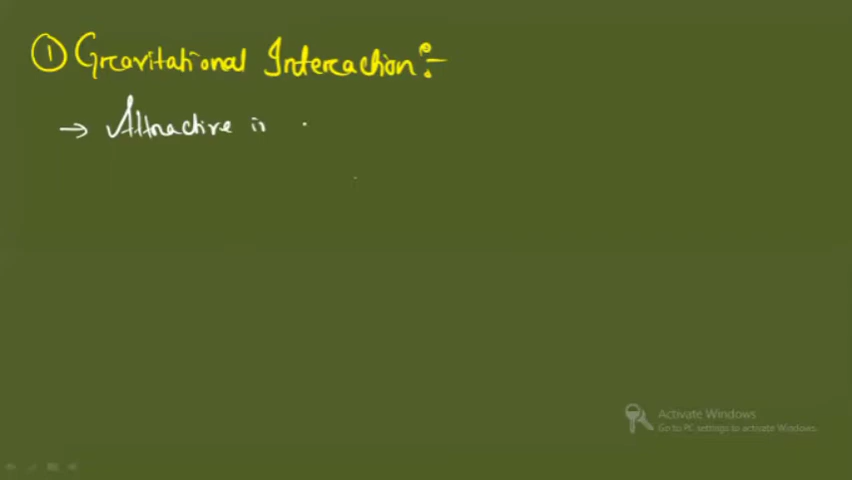 ① Gravitational Interaction :-
→ Attractive in
Activate Windows
Go to PC settings to activate Windows.